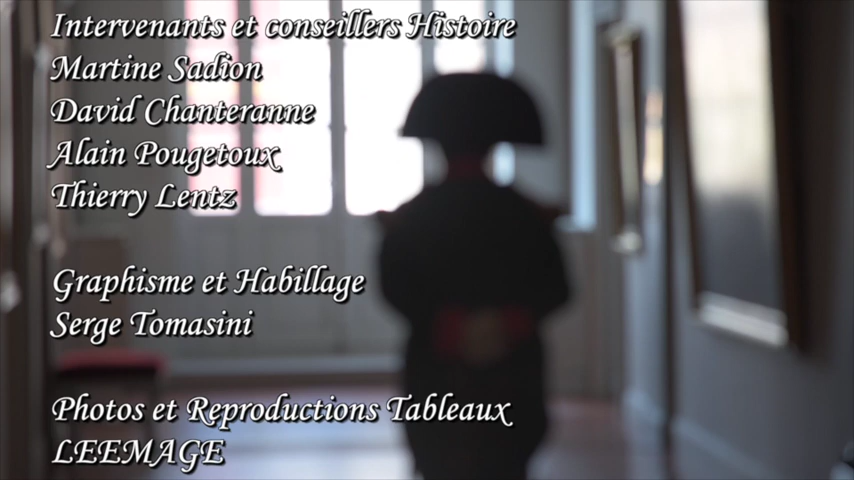 Intervenants et conseillers Histoire
Martine Sadion
David Chanteranne
Alain Pougetoux
Thierry Lentz
Graphisme et Habillage
Serge Tomasini
Photos et Reproductions Tableaux
LEEMAGE